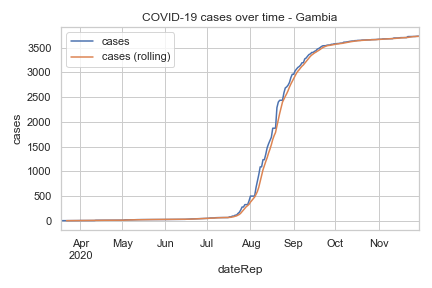 COVID-19 cases over time - Gambia
cases
cases (rolling)
cases
3500
3000
2500
2000
1500
1000
500
0
Apr
2020
May
Jun
Jul
Aug
Sep
Oct
Nov
dateRep